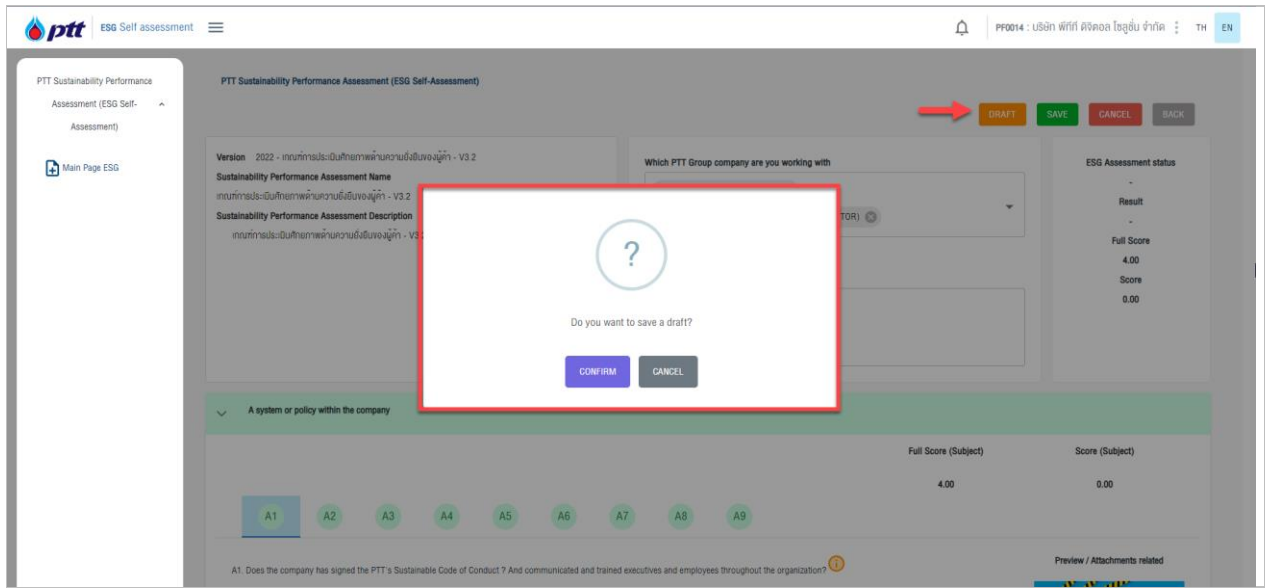 ptt ESG Self assessment
PF0014 : บริษัท พีทีที ดิจิตอล โซลูชั่น จำกัด TH EN
PTT Sustainability Performance
Assessment (ESG Self-
Assessment)
Main Page ESG
PTT Sustainability Performance Assessment (ESG Self-Assessment)
DRAFT SAVE CANCEL BACK
Version 2022 - เกณฑ์การประเมินศักยภาพด้านความยั่งยืนของผู้ค้า - V3.2
Sustainability Performance Assessment Name
เกณฑ์การประเมินศักยภาพด้านความยั่งยืนของผู้ค้า - V3.2
Sustainability Performance Assessment Description
เกณฑ์การประเมินศักยภาพด้านความยั่งยืนของผู้ค้า - V3
Which PTT Group company are you working with
TOR)
ESG Assessment status
-
Result
-
Full Score
4.00
Score
0.00
?
Do you want to save a draft?
CONFIRM CANCEL
A system or policy within the company
Full Score (Subject) Score (Subject)
4.00 0.00
A1 A2 A3 A4 A5 A6 A7 A8 A9
A1. Does the company has signed the PTT's Sustainable Code of Conduct ? And communicated and trained executives and employees throughout the organization?
Preview / Attachments related